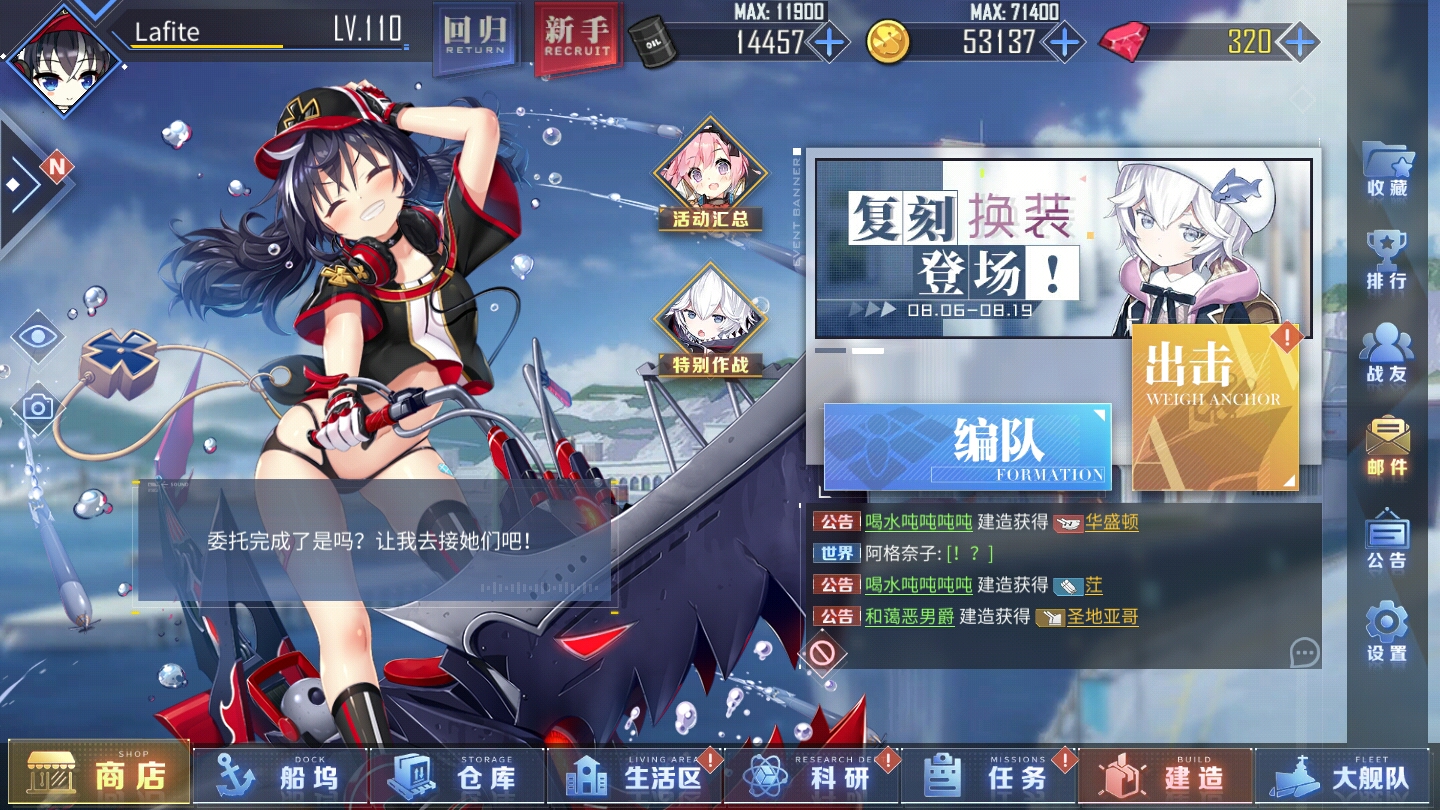 Lafite
LV.110
回归
RETURN
新手
RECRUIT
OIL
MAX: 11900
14457
MAX: 71400
53137
320
N
活动汇总
特别作战
EVENT BANNER
复刻换装
登场!
08.06-08.19
收藏
排行
战友
邮件
公告
设置
出击
WEIGH ANCHOR
编队
FORMATION
委托完成了是吗？让我去接她们吧！
公告 喝水吨吨吨吨 建造获得 华盛顿
世界 阿格奈子: [！？]
公告 喝水吨吨吨吨 建造获得 茳
公告 和蔼恶男爵 建造获得 圣地亚哥
SHOP
商店
DOCK
船坞
STORAGE
仓库
LIVING AREA
生活区
RESEARCH DE
科研
MISSIONS
任务
BUILD
建造
FLEET
大舰队